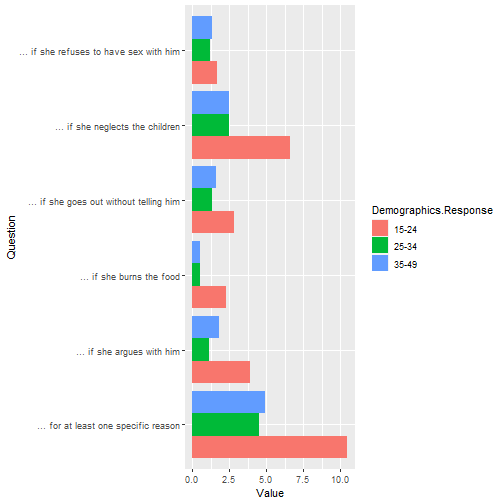 ... if she refuses to have sex with him
... if she neglects the children
... if she goes out without telling him
... if she burns the food
... if she argues with him
... for at least one specific reason
0.0 2.5 5.0 7.5 10.0
Value
Question
Demographics.Response
15-24
25-34
35-49